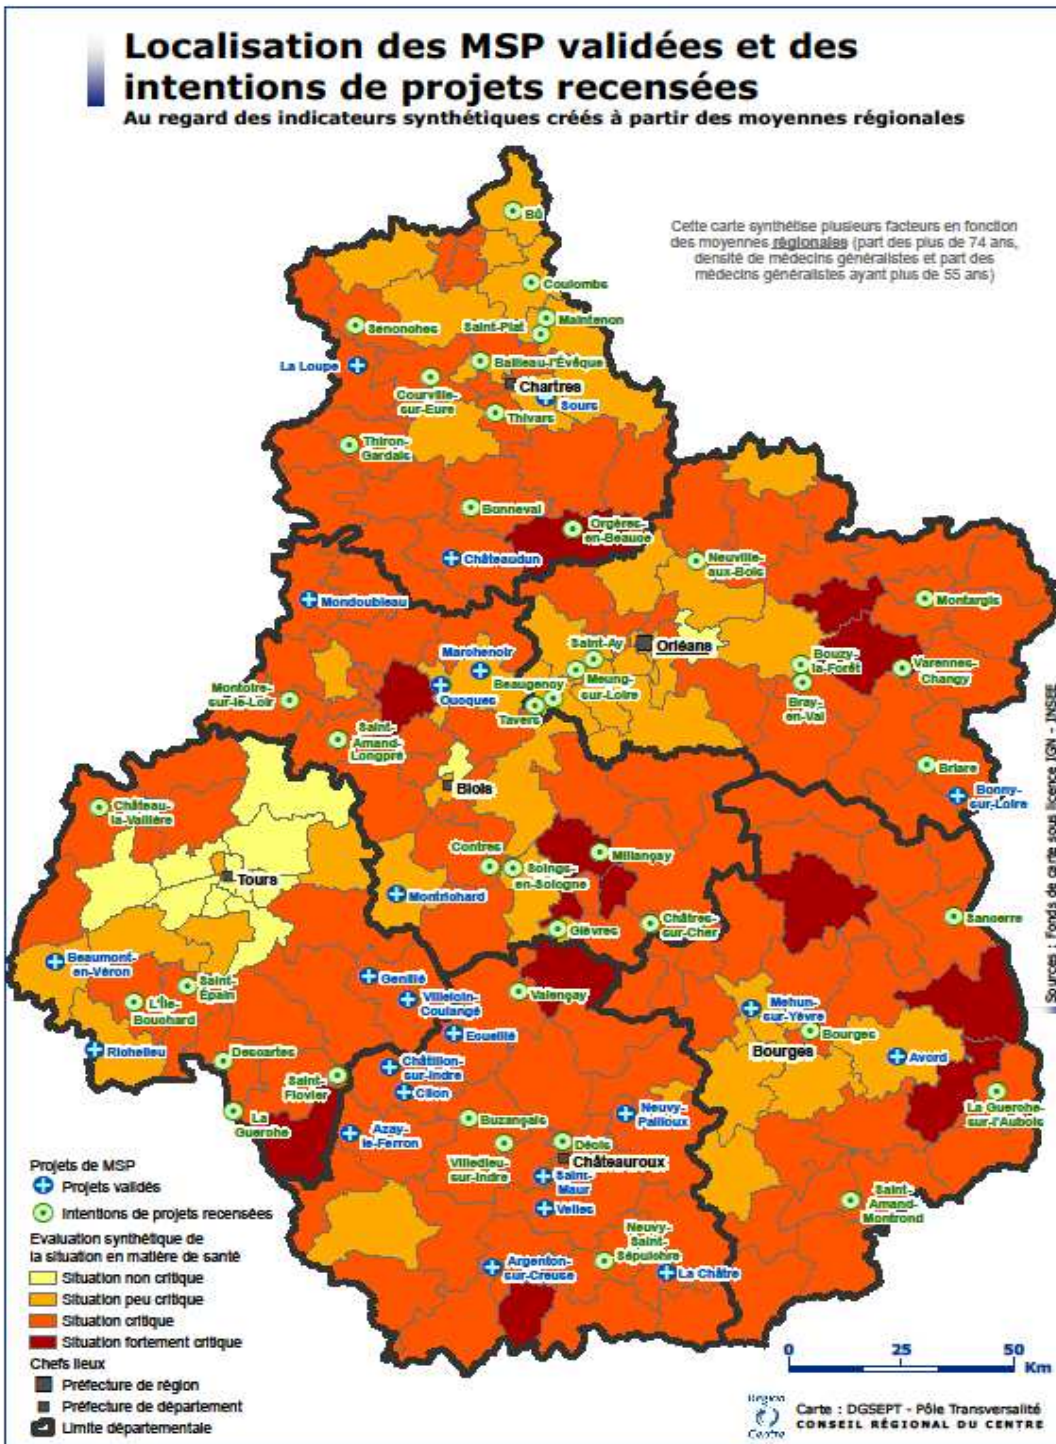 Localisation des MSP validées et des
intentions de projets recensées
Au regard des indicateurs synthétiques créés à partir des moyennes régionales
Cette carte synthétise plusieurs facteurs en fonction
des moyennes régionales (part des plus de 74 ans,
densité de médecins généralistes et part des
médecins généralistes ayant plus de 55 ans)
Bû
Coulombs
Maintenon
Saint-Piat
Senonches
La Loupe
Bailleau-l'Évêque
Chartres
Courville-
sur-Eure
Sours
Thivars
Thiron-
Gardais
Bonneval
Orgères-
en-Beauce
Châteaudun
Neuville-
aux-Bois
Mondoubleau
Montargis
Saint-Ay
Orléans
Marchenoir
Bouzy-
la-Forêt
Varennes-
Changy
Beaugency
Meung-
sur-Loire
Ouoques
Montoire-
sur-le-Loir
Tavers
Bray-
en-Val
Saint-
Amand-
Longpré
Briare
Blois
Bonny-
sur-Loire
Château-
la-Vallière
Contres
Millançay
Soings-
en-Sologne
Tours
Montrichard
Sancerre
Châtres-
sur-Cher
Gièvres
Beaumont-
en-Véron
Genillé
Saint-
Épain
Valençay
Villeloin-
Coulangé
L'Île-
Bouchard
Mehun-
sur-Yèvre
Bourges
Ecueillé
Richelieu
Bourges
Avord
Descartes
Châtillon-
sur-Indre
Saint-
Flovier
Clion
La Guerche-
sur-l'Aubois
La
Guerche
Buzançais
Neuvy-
Pailloux
Azay-
le-Ferron
Déols
Villedieu-
sur-Indre
Châteauroux
Saint-
Maur
Velles
Saint-
Amand-
Montrond
Neuvy-
Saint-
Sépulchre
Argenton-
sur-Creuse
La Châtre
Projets de MSP
Projets validés
Intentions de projets recensées
Evaluation synthétique de
la situation en matière de santé
Situation non critique
Situation peu critique
Situation critique
Situation fortement critique
Chefs lieux
Préfecture de région
Préfecture de département
Limite départementale
0 25 50
Km
Région
Centre
Carte : DGSEPT - Pôle Transversalité
CONSEIL RÉGIONAL DU CENTRE
Sources : Fonds de carte sous licence IGN - INSEE